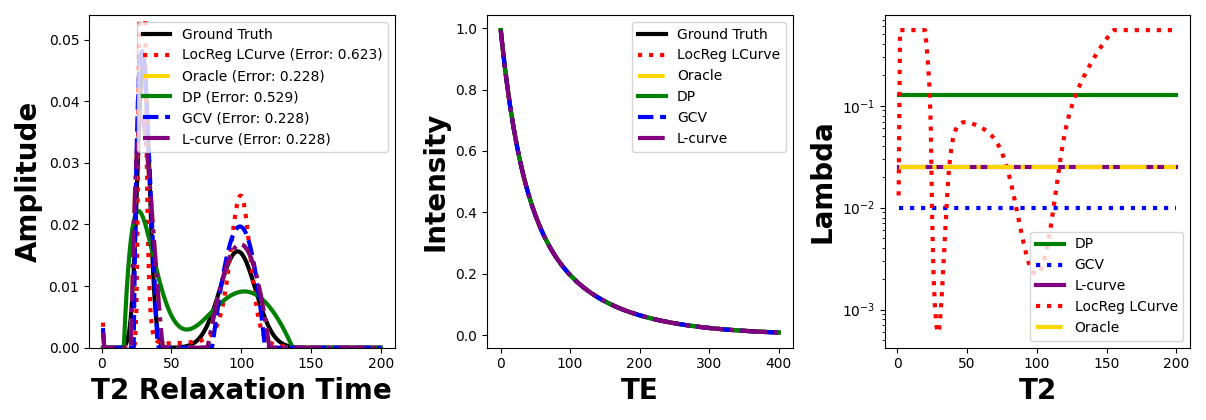 Amplitude
0.05
0.04
0.03
0.02
0.01
0.00
0
50
100
150
200
T2 Relaxation Time
Ground Truth
LocReg LCurve (Error: 0.623)
Oracle (Error: 0.228)
DP (Error: 0.529)
GCV (Error: 0.228)
L-curve (Error: 0.228)
Intensity
1.0
0.8
0.6
0.4
0.2
0.0
0
100
200
300
400
TE
Ground Truth
LocReg LCurve
Oracle
DP
GCV
L-curve
Lambda
10⁻¹
10⁻²
10⁻³
0
50
100
150
200
T2
DP
GCV
L-curve
LocReg LCurve
Oracle